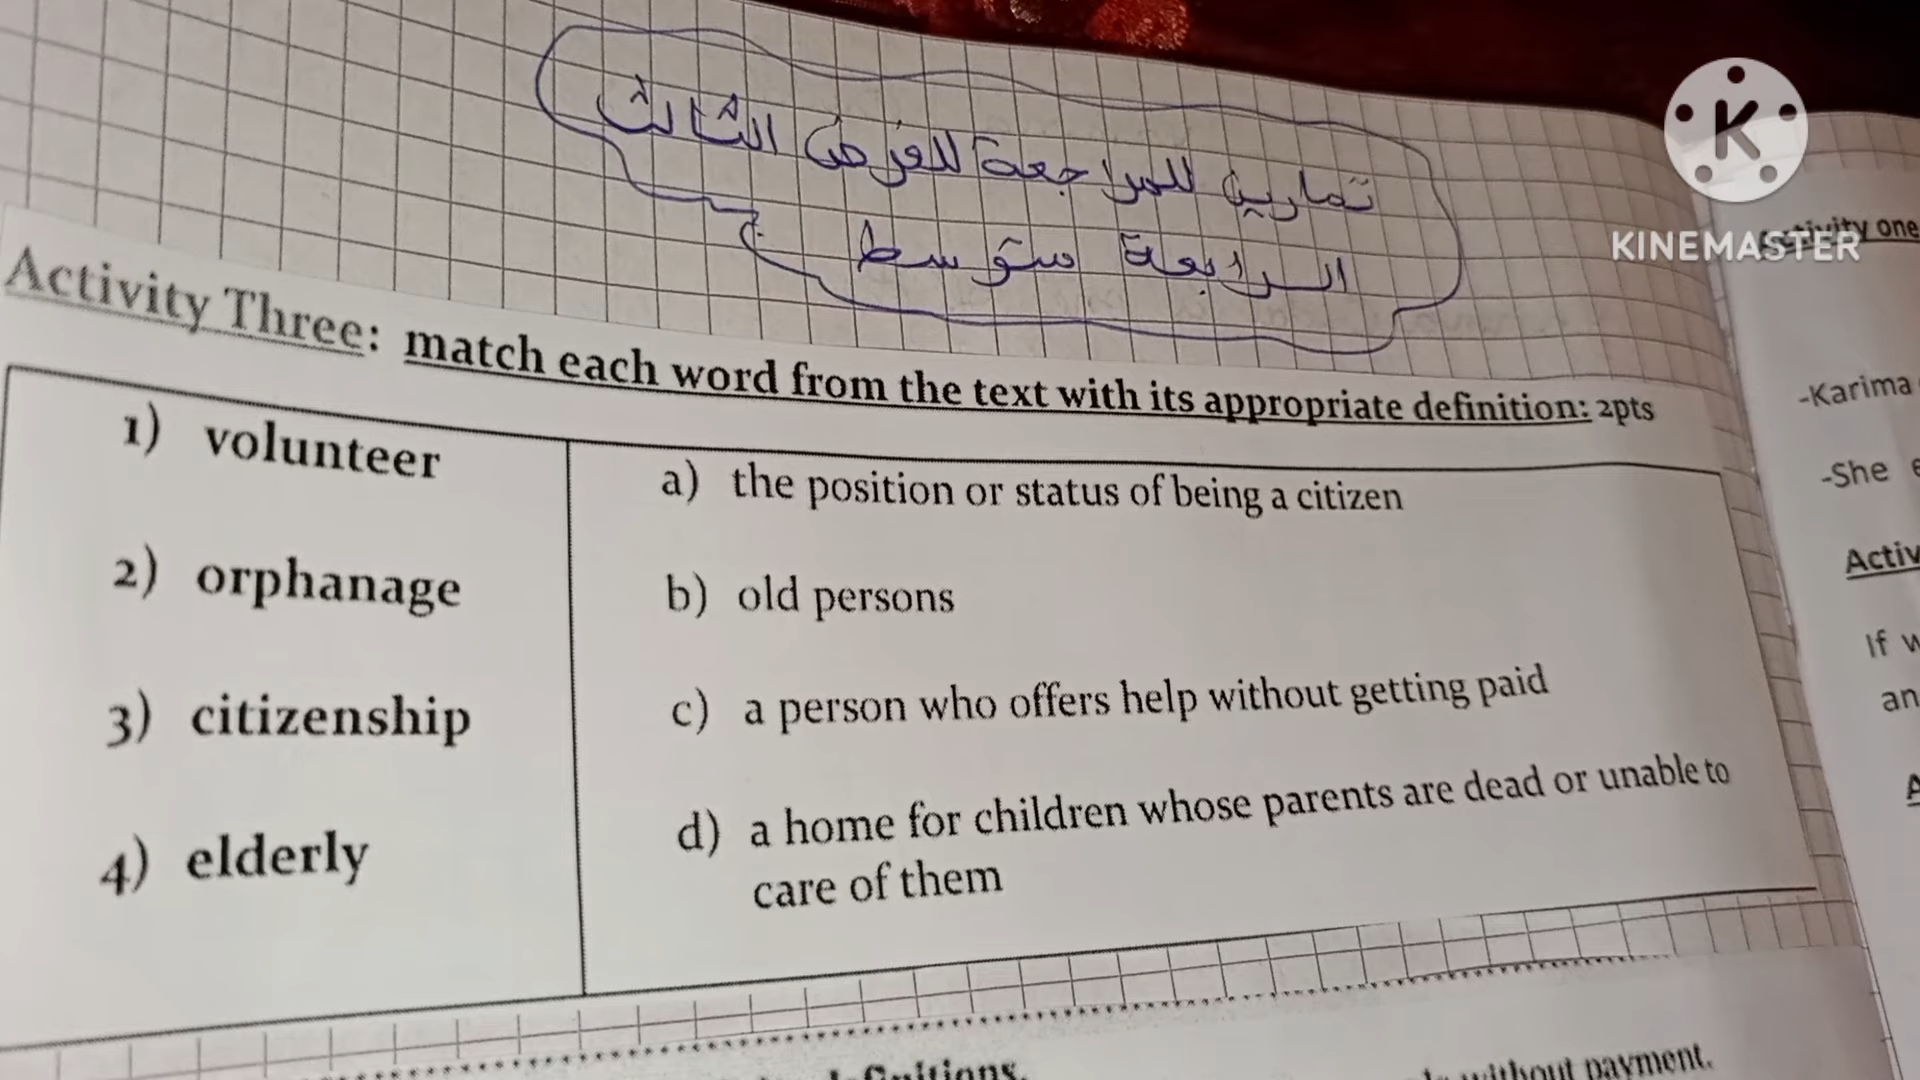 تمارين للمراجعة للفرض الثالث
الرابعة متوسط
K
KINEMASTER
Activity Three: match each word from the text with its appropriate definition: 2pts
1) volunteer
2) orphanage
3) citizenship
4) elderly
a) the position or status of being a citizen
b) old persons
c) a person who offers help without getting paid
d) a home for children whose parents are dead or unable to
care of them
without payment.
Activity one
-Karima
-She
If